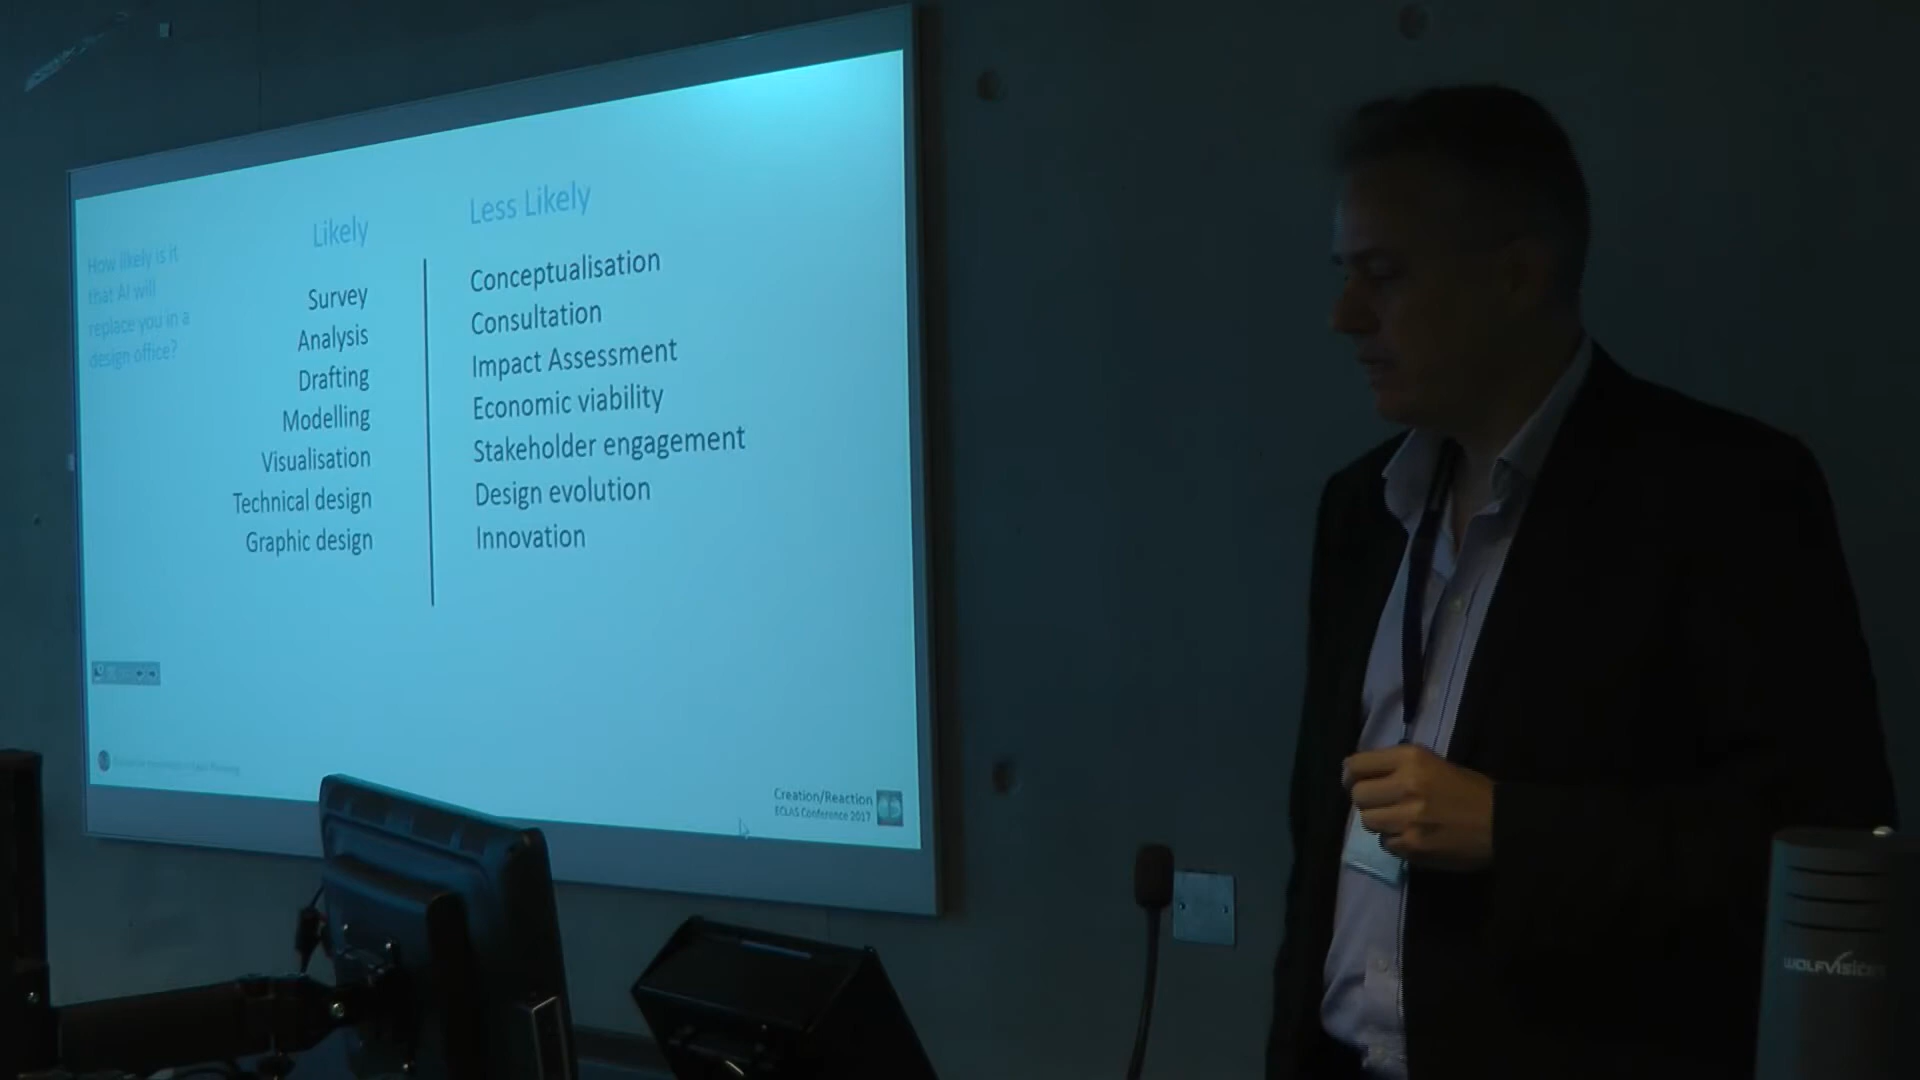 How likely is it
that AI will
replace you in a
design office?
Likely
Survey
Analysis
Drafting
Modelling
Visualisation
Technical design
Graphic design
Less Likely
Conceptualisation
Consultation
Impact Assessment
Economic viability
Stakeholder engagement
Design evolution
Innovation
Creation/Reaction
ECLAS Conference 2017
WOLFVISION